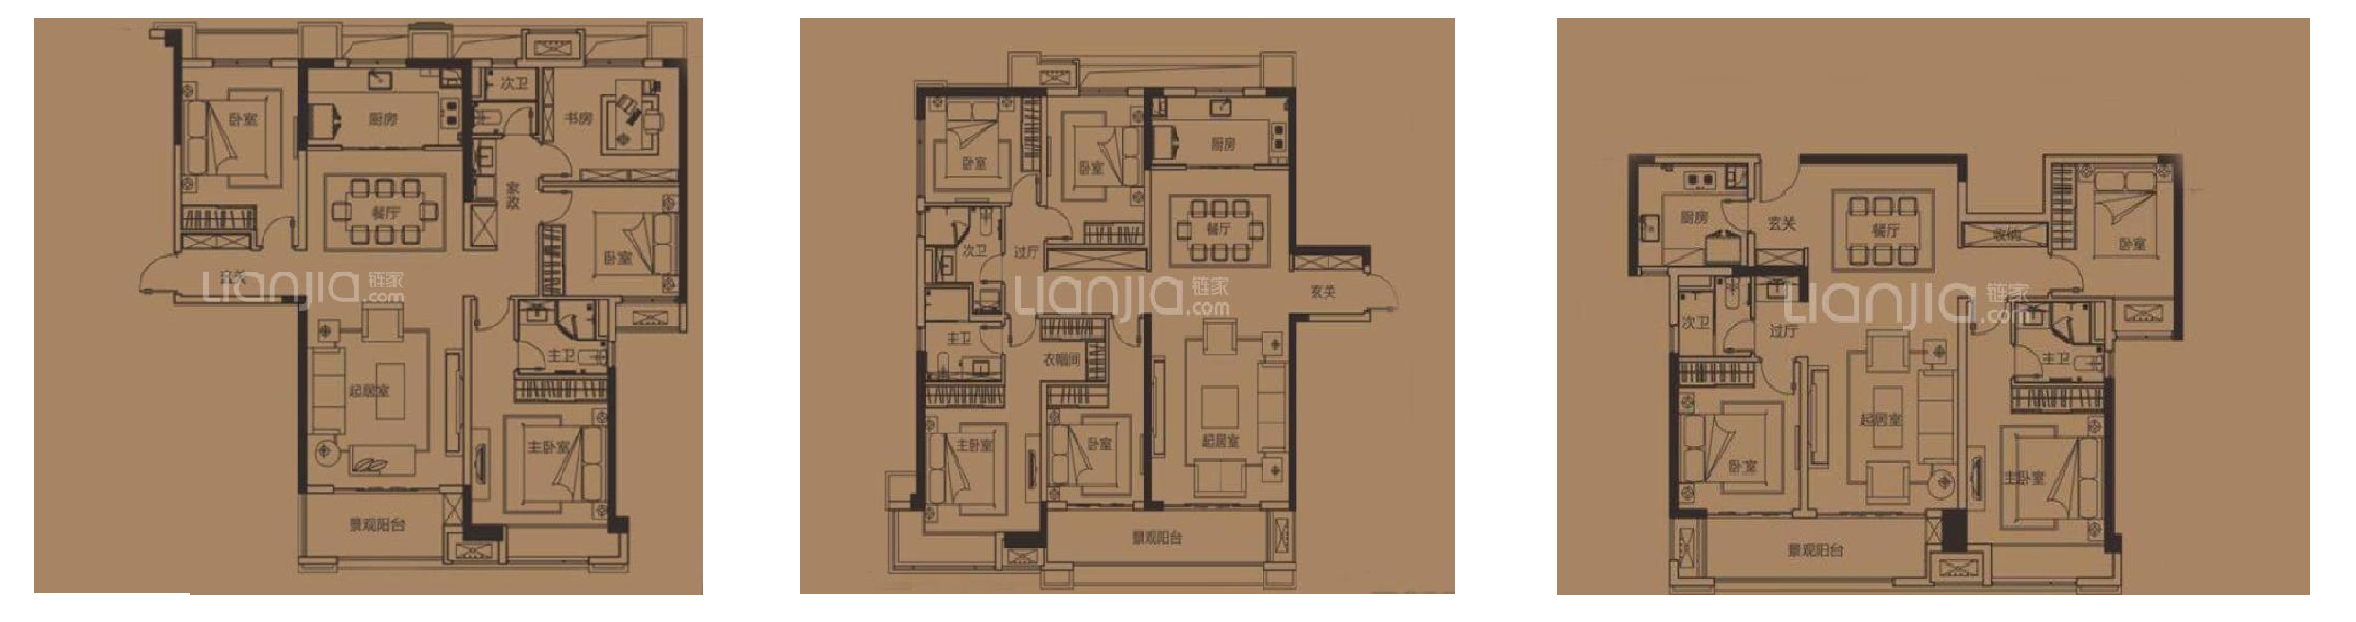 次卫
卧室
厨房
书房
家政
餐厅
玄关
卧室
Lianjia 链家 .com
主卫
起居室
主卧室
景观阳台
厨房
卧室
卧室
餐厅
次卫
过厅
玄关
Lianjia 链家 .com
主卫
衣帽间
主卧室
卧室
起居室
景观阳台
厨房
玄关
餐厅
收纳
卧室
Lianjia 链家 .com
次卫
过厅
主卫
起居室
卧室
主卧室
景观阳台